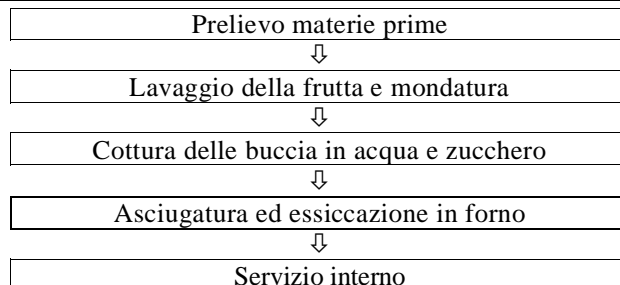 Prelievo materie prime
⇩
Lavaggio della frutta e mondatura
⇩
Cottura delle buccia in acqua e zucchero
⇩
Asciugatura ed essiccazione in forno
⇩
Servizio interno